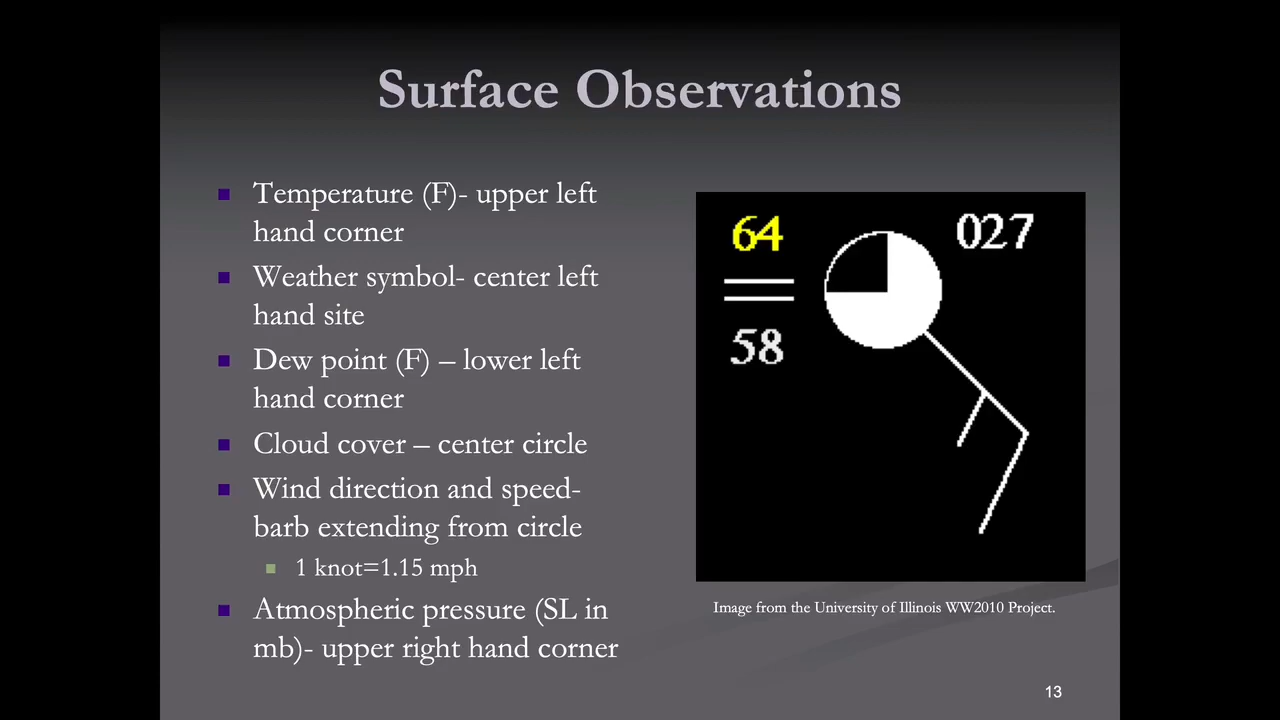 Surface Observations
Temperature (F)- upper left
hand corner
Weather symbol- center left
hand site
Dew point (F) – lower left
hand corner
Cloud cover – center circle
Wind direction and speed-
barb extending from circle
1 knot=1.15 mph
Atmospheric pressure (SL in
mb)- upper right hand corner
64
027
58
Image from the University of Illinois WW2010 Project.
13